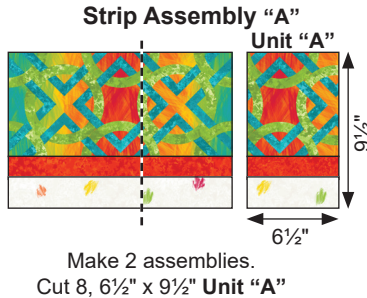 Strip Assembly “A”
Unit “A”
9½"
6½"
Make 2 assemblies.
Cut 8, 6½" x 9½" Unit “A”